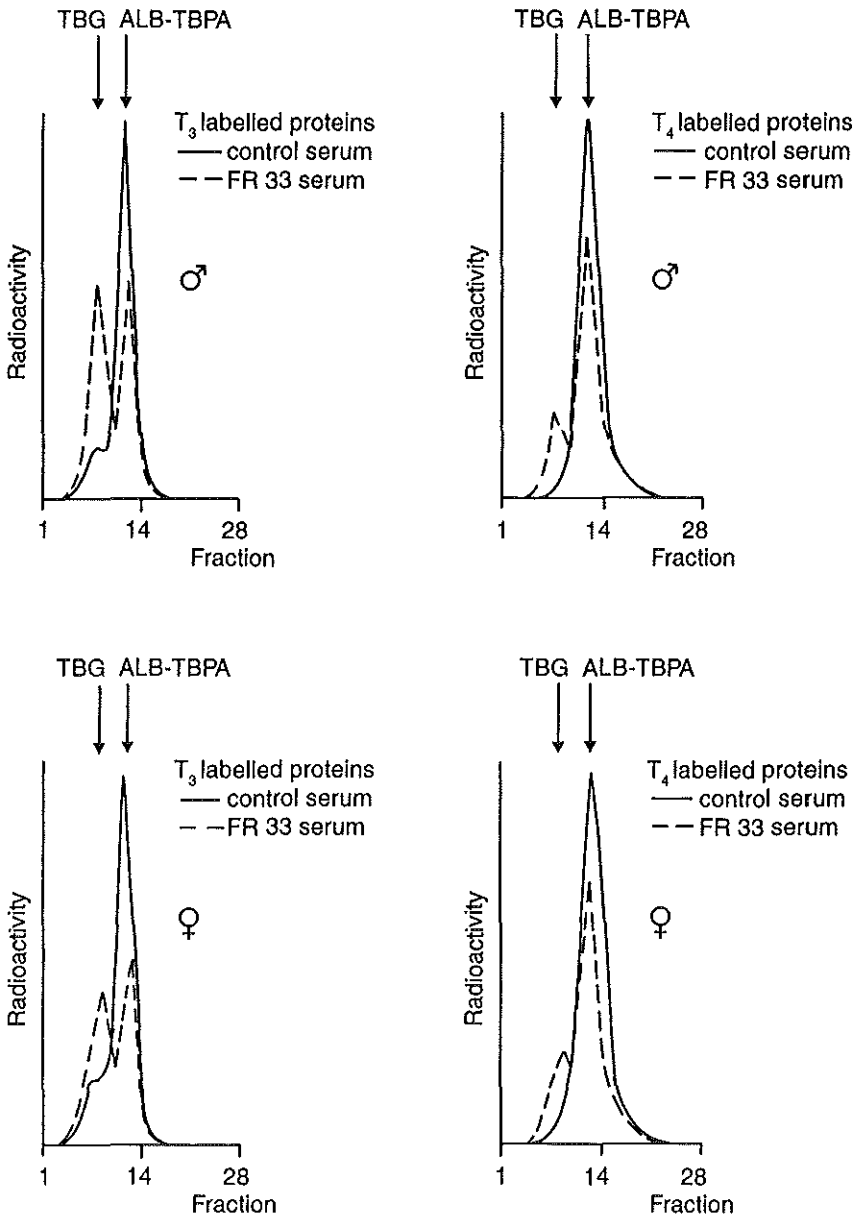 TBG ALB-TBPA
T₃ labelled proteins
control serum
FR 33 serum
♂
Radioactivity
1 14 28
Fraction
TBG ALB-TBPA
T₄ labelled proteins
control serum
FR 33 serum
♂
Radioactivity
1 14 28
Fraction
TBG ALB-TBPA
T₃ labelled proteins
control serum
FR 33 serum
♀
Radioactivity
1 14 28
Fraction
TBG ALB-TBPA
T₄ labelled proteins
control serum
FR 33 serum
♀
Radioactivity
1 14 28
Fraction